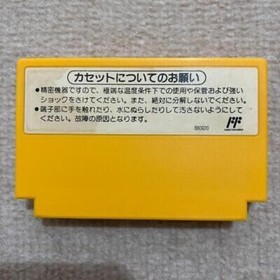 カセットについてのお願い
●精密機器ですので、極端な温度条件下での使用や保管および強い
ショックをさけてください。また、絶対に分解しないでください。
●端子部に手を触れたり、水にぬらしたりして汚さないようにして
ください。故障の原因となります。